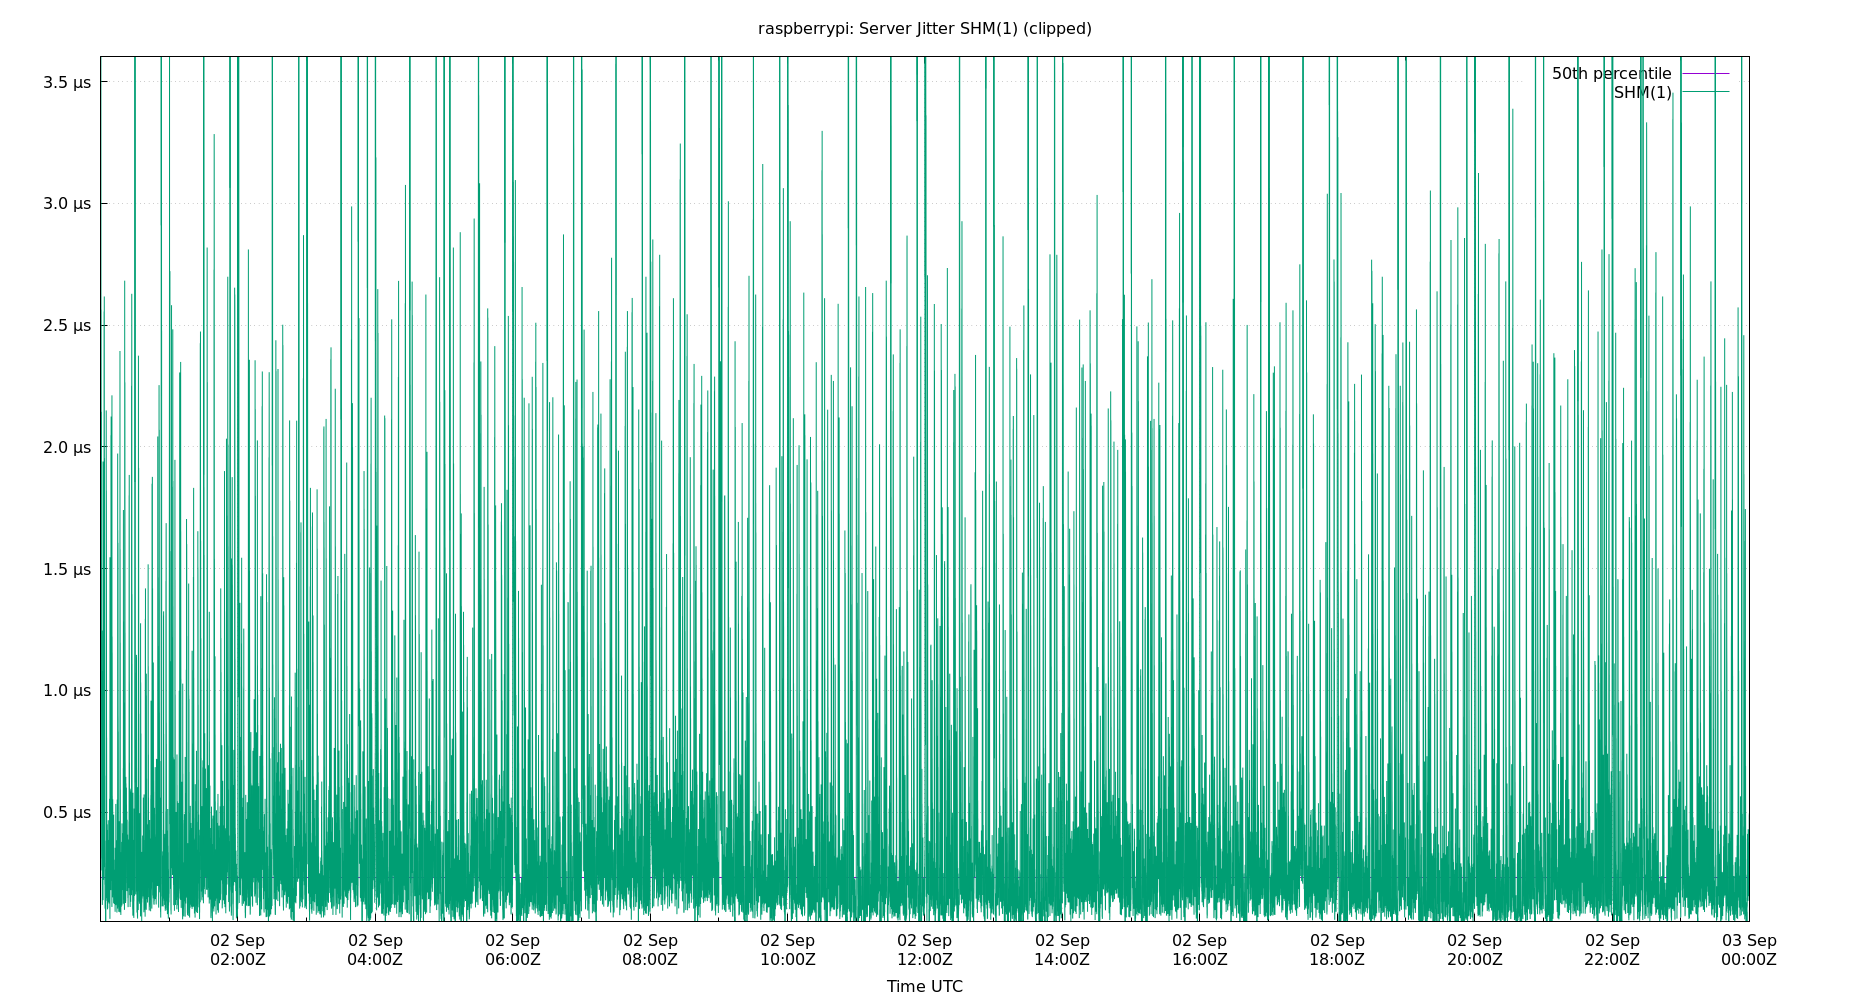 raspberrypi: Server Jitter SHM(1) (clipped)
50th percentile
SHM(1)
3.5 µs
3.0 µs
2.5 µs
2.0 µs
1.5 µs
1.0 µs
0.5 µs
02 Sep 02 Sep 02 Sep 02 Sep 02 Sep 02 Sep 02 Sep 02 Sep 02 Sep 02 Sep 02 Sep 03 Sep
02:00Z 04:00Z 06:00Z 08:00Z 10:00Z 12:00Z 14:00Z 16:00Z 18:00Z 20:00Z 22:00Z 00:00Z
Time UTC